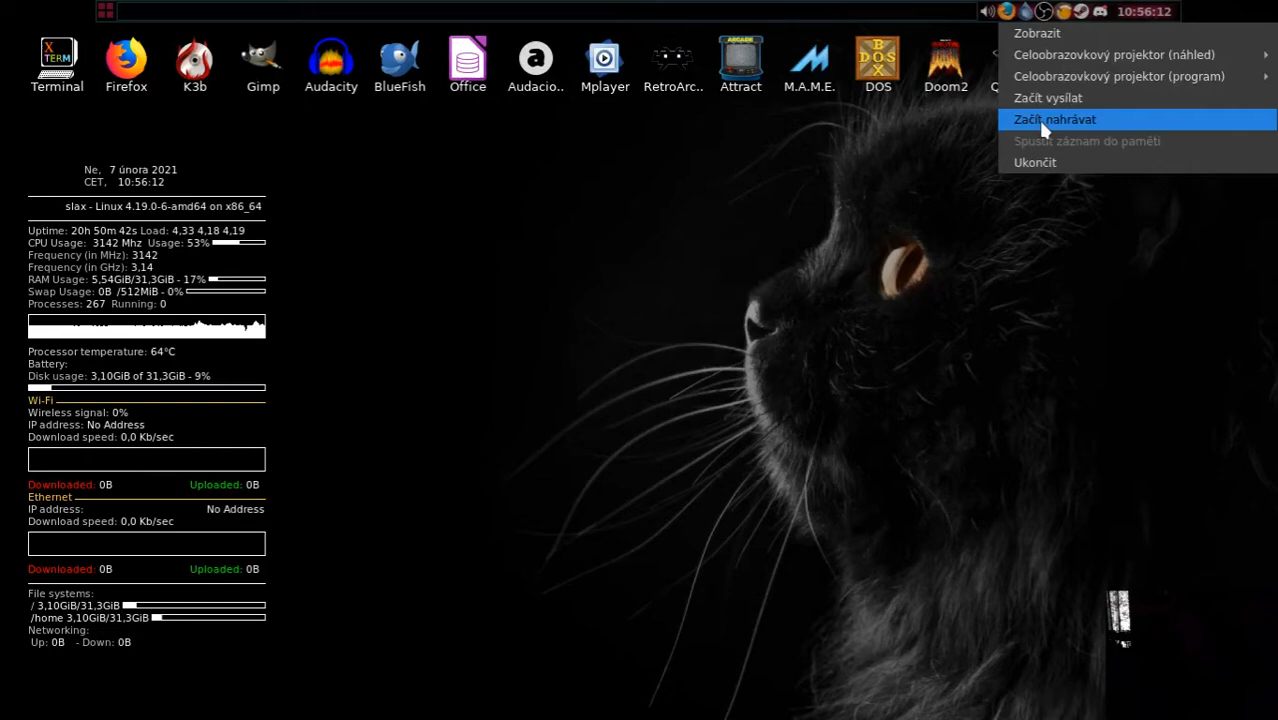 10:56:12
Zobrazit
Celoobrazovkový projektor (náhled)
Celoobrazovkový projektor (program)
Začít vysílat
Začít nahrávat
Spustit záznam do paměti
Ukončit
X
TERM
ARCADE
DOS
BOX
DOOM
Terminal
Firefox
K3b
Gimp
Audacity
BlueFish
Office
Audacio..
Mplayer
RetroArc..
Attract
M.A.M.E.
DOS
Doom2
Ne, 7 února 2021
CET, 10:56:12
slax - Linux 4.19.0-6-amd64 on x86_64
Uptime: 20h 50m 42s Load: 4,33 4,18 4,19
CPU Usage: 3142 Mhz Usage: 53%
Frequency (in MHz): 3142
Frequency (in GHz): 3,14
RAM Usage: 5,54GiB/31,3GiB - 17%
Swap Usage: 0B /512MiB - 0%
Processes: 267 Running: 0
Processor temperature: 64°C
Battery:
Disk usage: 3,10GiB of 31,3GiB - 9%
Wi-Fi
Wireless signal: 0%
IP address: No Address
Download speed: 0,0 Kb/sec
Downloaded: 0B Uploaded: 0B
Ethernet
IP address: No Address
Download speed: 0,0 Kb/sec
Downloaded: 0B Uploaded: 0B
File systems:
/ 3,10GiB/31,3GiB
/home 3,10GiB/31,3GiB
Networking:
Up: 0B - Down: 0B